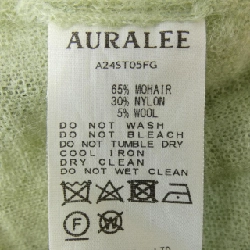 AURALEE
A24ST05FG
65% MOHAIR
30% NYLON
5% WOOL
DO NOT WASH
DO NOT BLEACH
DO NOT TUMBLE DRY
COOL IRON
DRY CLEAN
DO NOT WET CLEAN
F W